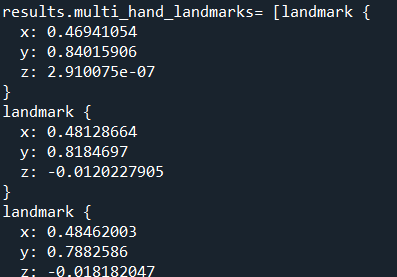 results.multi_hand_landmarks= [landmark {
  x: 0.46941054
  y: 0.84015906
  z: 2.910075e-07
}
landmark {
  x: 0.48128664
  y: 0.8184697
  z: -0.0120227905
}
landmark {
  x: 0.48462003
  y: 0.7882586
  z: -0.018182047